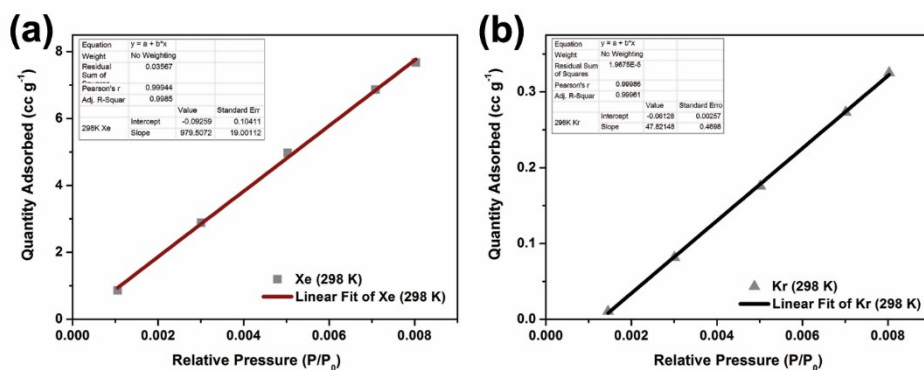 (a)
Equation y = a + b*x
Weight No Weighting
Residual Sum of 0.03567
Pearson's r 0.99944
Adj. R-Squar 0.9985
Value Standard Err
298K Xe Intercept -0.09259 0.10411
Slope 979.5072 19.00112
Quantity Adsorbed (cc g-1)
8
6
4
2
0
Xe (298 K)
Linear Fit of Xe (298 K)
0.000 0.002 0.004 0.006 0.008
Relative Pressure (P/P0)
(b)
Equation y = a + b*x
Weight No Weighting
Residual Sum of Squares 1.9675E-5
Pearson's r 0.99986
Adj. R-Squar 0.99961
Value Standard Erro
298K Kr Intercept -0.06128 0.00257
Slope 47.82148 0.4698
Quantity Adsorbed (cc g-1)
0.3
0.2
0.1
0.0
Kr (298 K)
Linear Fit of Kr (298 K)
0.000 0.002 0.004 0.006 0.008
Relative Pressure (P/P0)